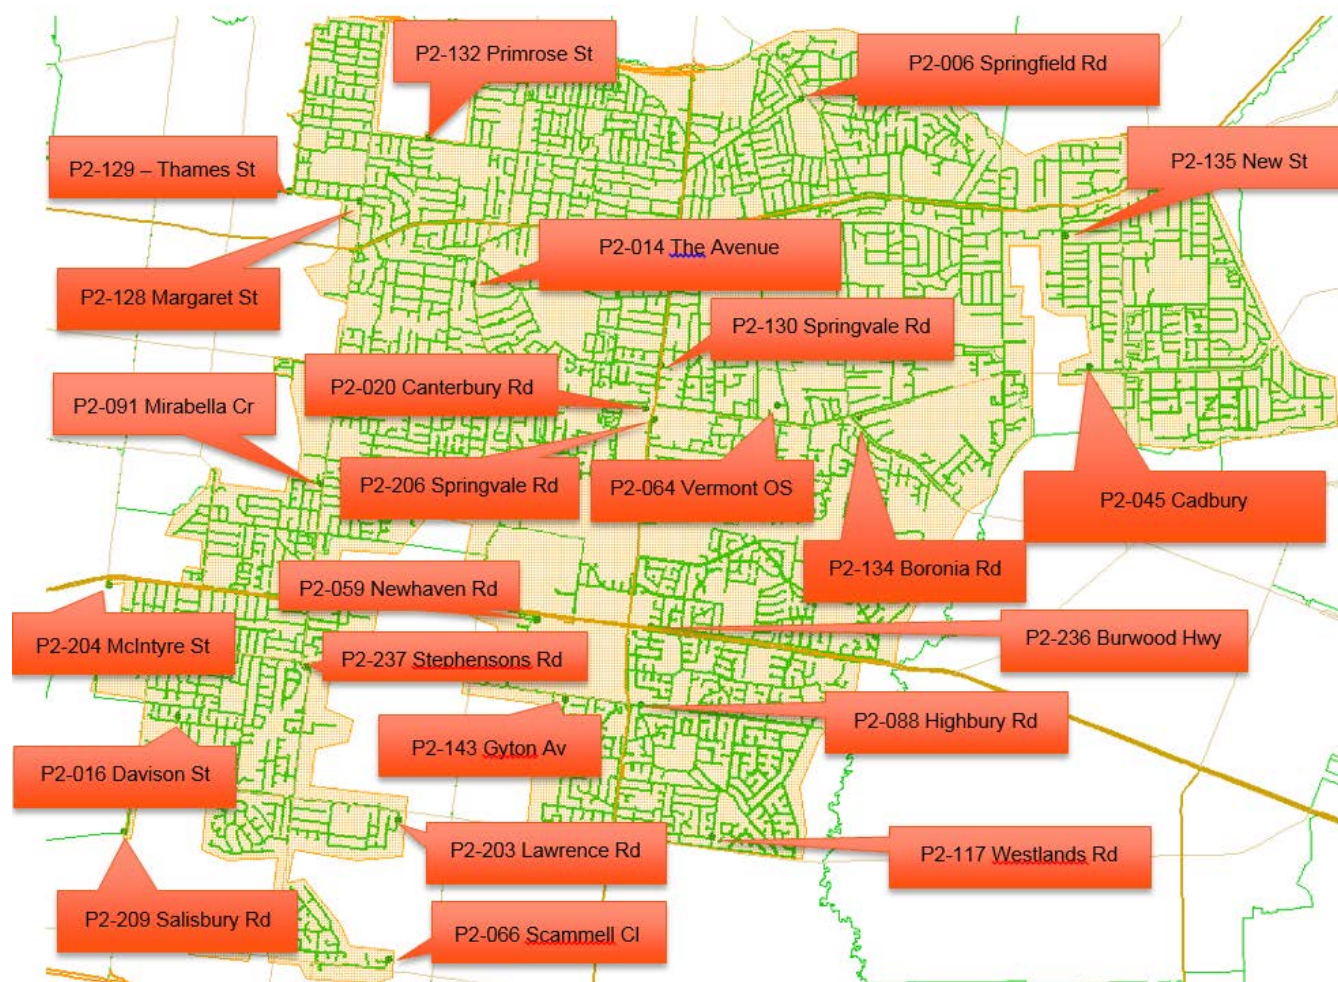 P2-132 Primrose St
P2-006 Springfield Rd
P2-129 – Thames St
P2-135 New St
P2-014 The Avenue
P2-128 Margaret St
P2-130 Springvale Rd
P2-020 Canterbury Rd
P2-091 Mirabella Cr
P2-206 Springvale Rd
P2-064 Vermont OS
P2-045 Cadbury
P2-134 Boronia Rd
P2-059 Newhaven Rd
P2-204 McIntyre St
P2-237 Stephensons Rd
P2-236 Burwood Hwy
P2-088 Highbury Rd
P2-143 Gyton Av
P2-016 Davison St
P2-203 Lawrence Rd
P2-117 Westlands Rd
P2-209 Salisbury Rd
P2-066 Scammell Cl